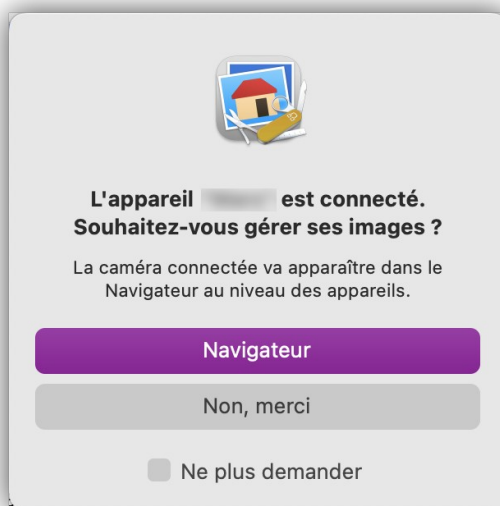 L'appareil est connecté.
Souhaitez-vous gérer ses images ?
La caméra connectée va apparaître dans le
Navigateur au niveau des appareils.
Navigateur
Non, merci
Ne plus demander